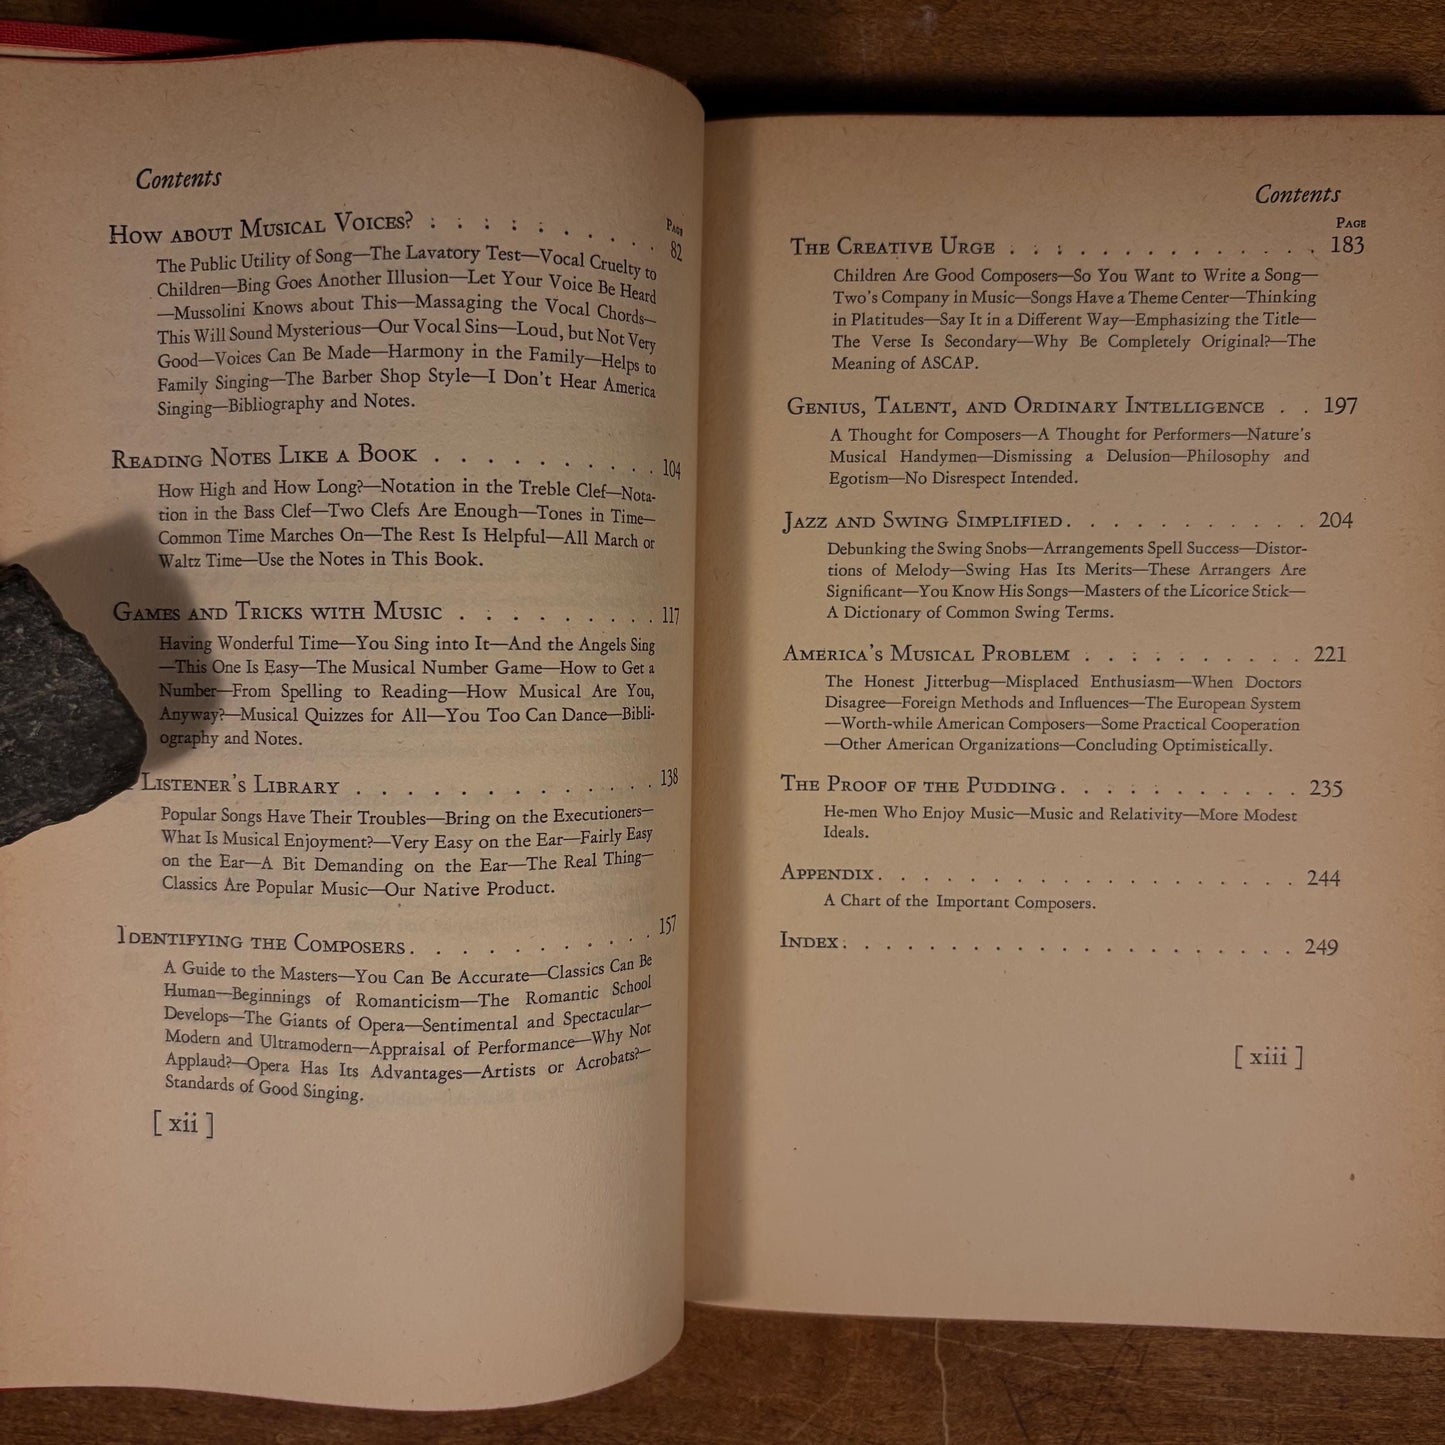 Contents
Page
How about Musical Voices? . . . . . . . . . . 82
The Public Utility of Song—The Lavatory Test—Vocal Cruelty to
Children—Bing Goes Another Illusion—Let Your Voice Be Heard
—Mussolini Knows about This—Massaging the Vocal Chords—
This Will Sound Mysterious—Our Vocal Sins—Loud, but Not Very
Good—Voices Can Be Made—Harmony in the Family—Helps to
Family Singing—The Barber Shop Style—I Don't Hear America
Singing—Bibliography and Notes.
Reading Notes Like a Book . . . . . . . . . . 104
How High and How Long?—Notation in the Treble Clef—Nota-
tion in the Bass Clef—Two Clefs Are Enough—Tones in Time—
Common Time Marches On—The Rest Is Helpful—All March or
Waltz Time—Use the Notes in This Book.
Games and Tricks with Music . . . . . . . . . 117
Having Wonderful Time—You Sing into It—And the Angels Sing
—This One Is Easy—The Musical Number Game—How to Get a
Number—From Spelling to Reading—How Musical Are You,
Anyway?—Musical Quizzes for All—You Too Can Dance—Bibli-
ography and Notes.
Listener's Library . . . . . . . . . . . . 138
Popular Songs Have Their Troubles—Bring on the Executioners—
What Is Musical Enjoyment?—Very Easy on the Ear—Fairly Easy
on the Ear—A Bit Demanding on the Ear—The Real Thing—
Classics Are Popular Music—Our Native Product.
Identifying the Composers . . . . . . . . . . 157
A Guide to the Masters—You Can Be Accurate—Classics Can Be
Human—Beginnings of Romanticism—The Romantic School
Develops—The Giants of Opera—Sentimental and Spectacular—
Modern and Ultramodern—Appraisal of Performance—Why Not
Applaud?—Opera Has Its Advantages—Artists or Acrobats?—
Standards of Good Singing.
[ xii ]
Contents
Page
The Creative Urge . . . . . . . . . . . . . . 183
Children Are Good Composers—So You Want to Write a Song—
Two's Company in Music—Songs Have a Theme Center—Thinking
in Platitudes—Say It in a Different Way—Emphasizing the Title—
The Verse Is Secondary—Why Be Completely Original?—The
Meaning of ASCAP.
Genius, Talent, and Ordinary Intelligence . . 197
A Thought for Composers—A Thought for Performers—Nature's
Musical Handymen—Dismissing a Delusion—Philosophy and
Egotism—No Disrespect Intended.
Jazz and Swing Simplified . . . . . . . . . . . 204
Debunking the Swing Snobs—Arrangements Spell Success—Distor-
tions of Melody—Swing Has Its Merits—These Arrangers Are
Significant—You Know His Songs—Masters of the Licorice Stick—
A Dictionary of Common Swing Terms.
America's Musical Problem . . . . . . . . . . 221
The Honest Jitterbug—Misplaced Enthusiasm—When Doctors
Disagree—Foreign Methods and Influences—The European System
—Worth-while American Composers—Some Practical Cooperation
—Other American Organizations—Concluding Optimistically.
The Proof of the Pudding . . . . . . . . . . . 235
He-men Who Enjoy Music—Music and Relativity—More Modest
Ideals.
Appendix . . . . . . . . . . . . . . . . . . . 244
A Chart of the Important Composers.
Index . . . . . . . . . . . . . . . . . . . . 249
[ xiii ]